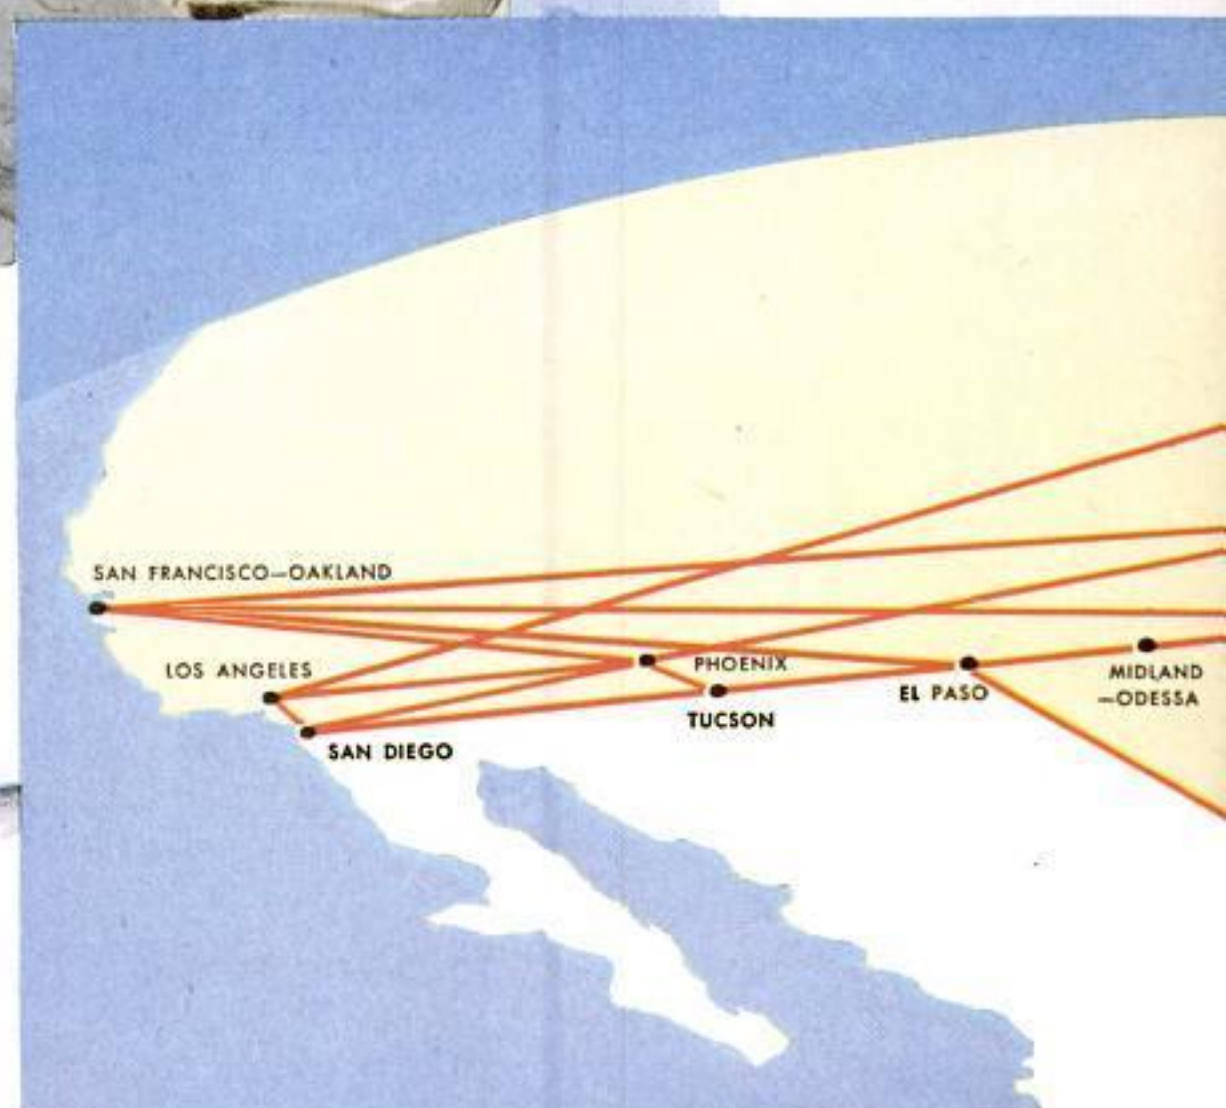 SAN FRANCISCO—OAKLAND
LOS ANGELES
SAN DIEGO
PHOENIX
TUCSON
EL PASO
MIDLAND
—ODESSA